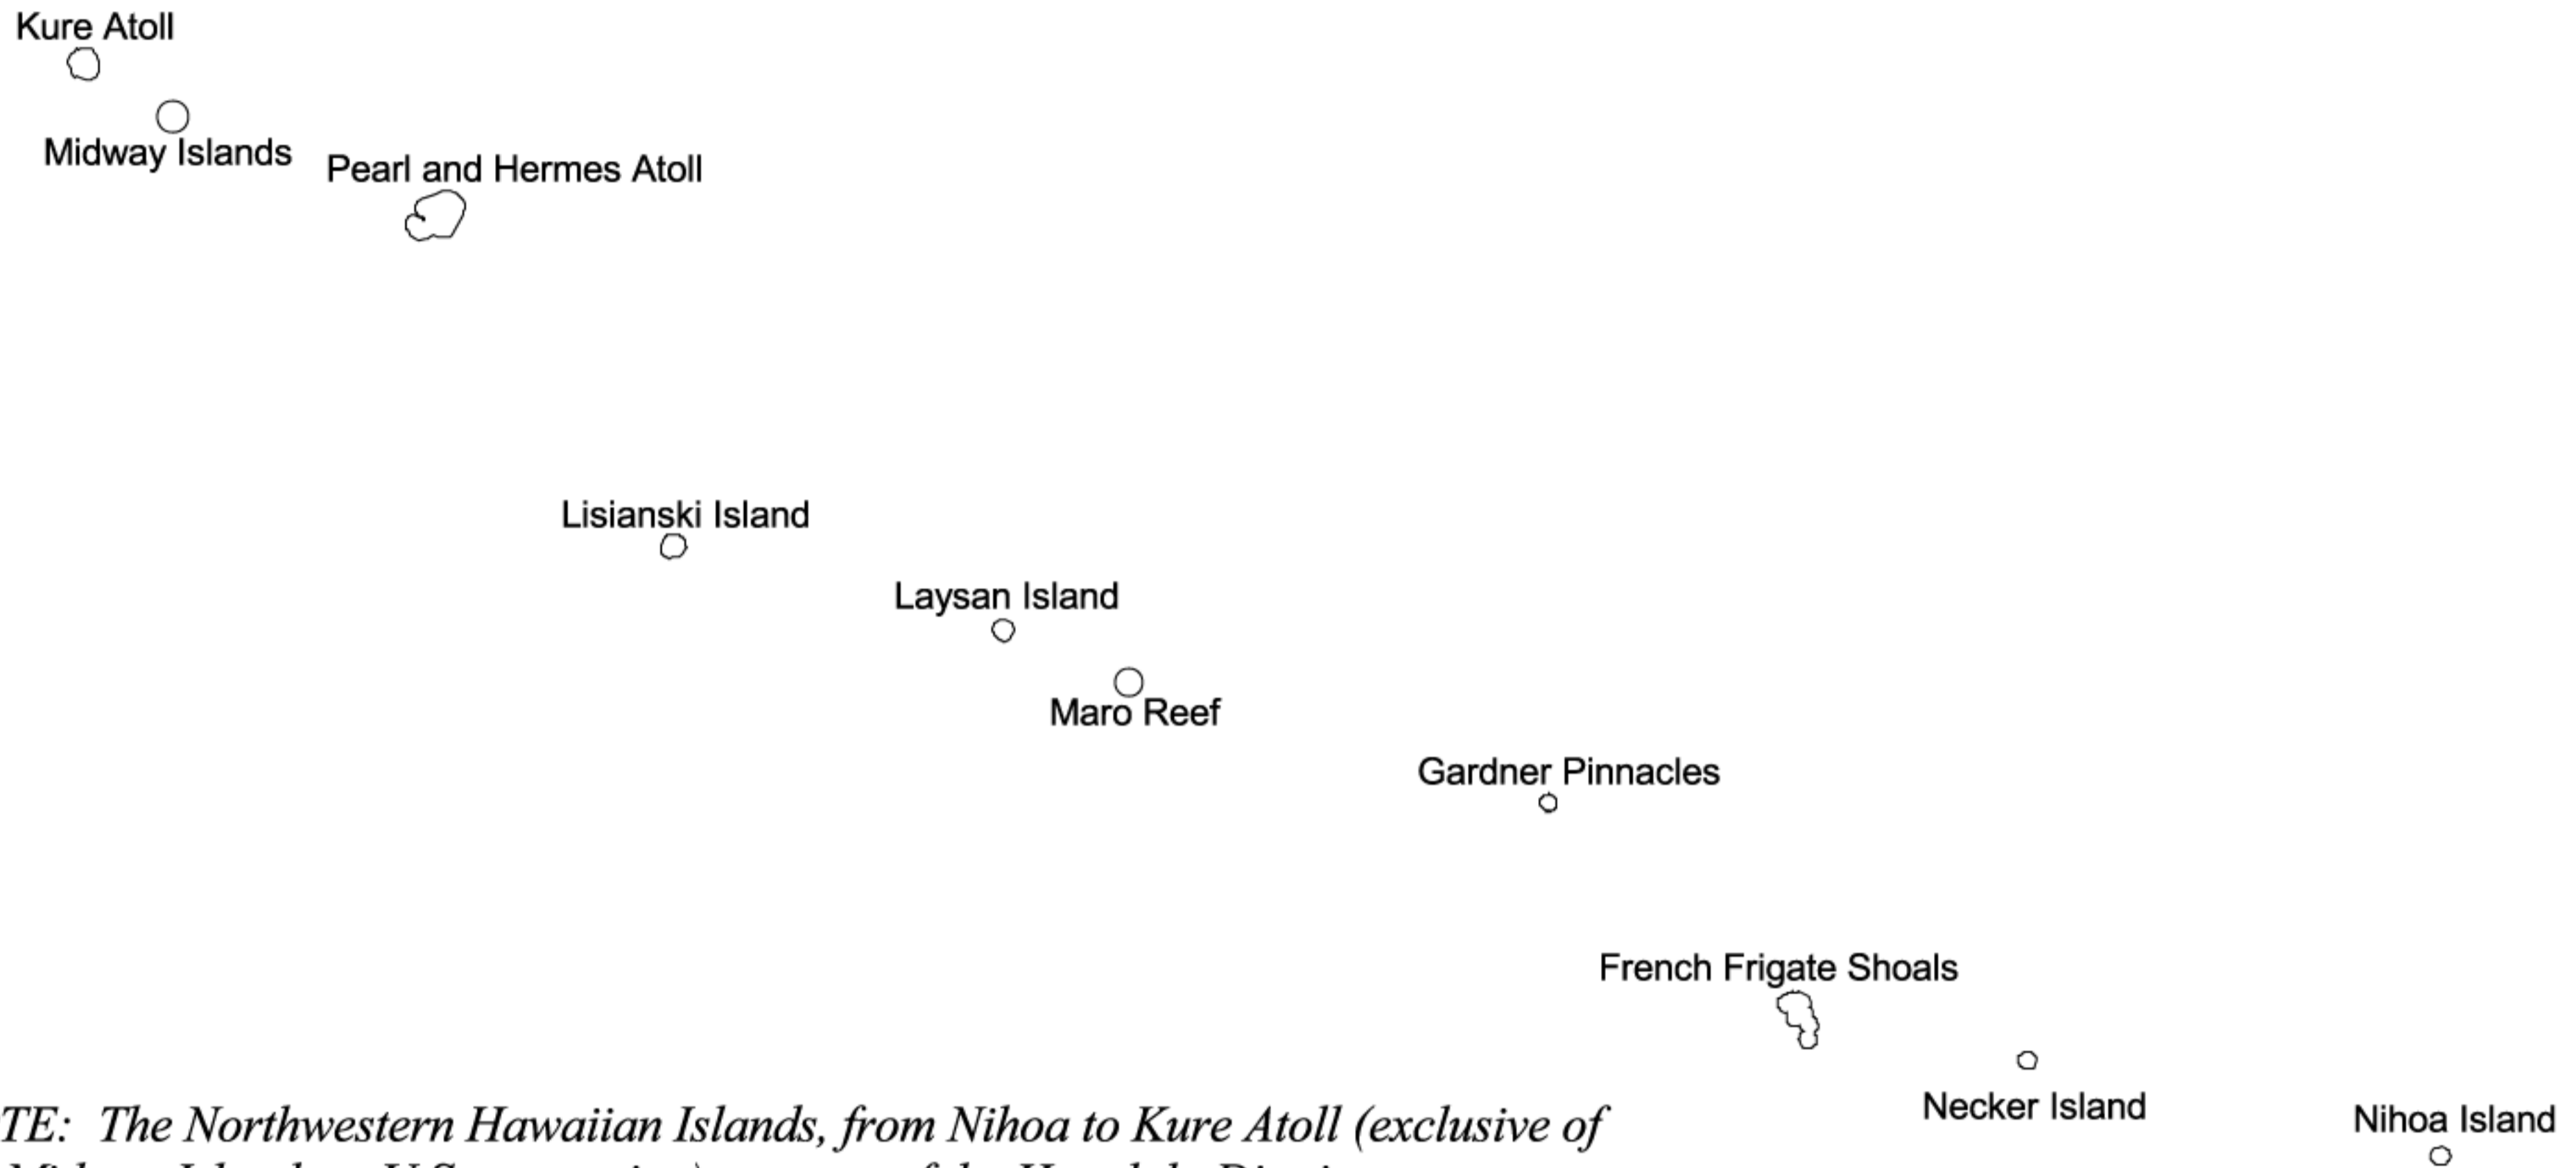 Kure Atoll
Midway Islands
Pearl and Hermes Atoll
Lisianski Island
Laysan Island
Maro Reef
Gardner Pinnacles
French Frigate Shoals
Necker Island
Nihoa Island
TE: The Northwestern Hawaiian Islands, from Nihoa to Kure Atoll (exclusive of